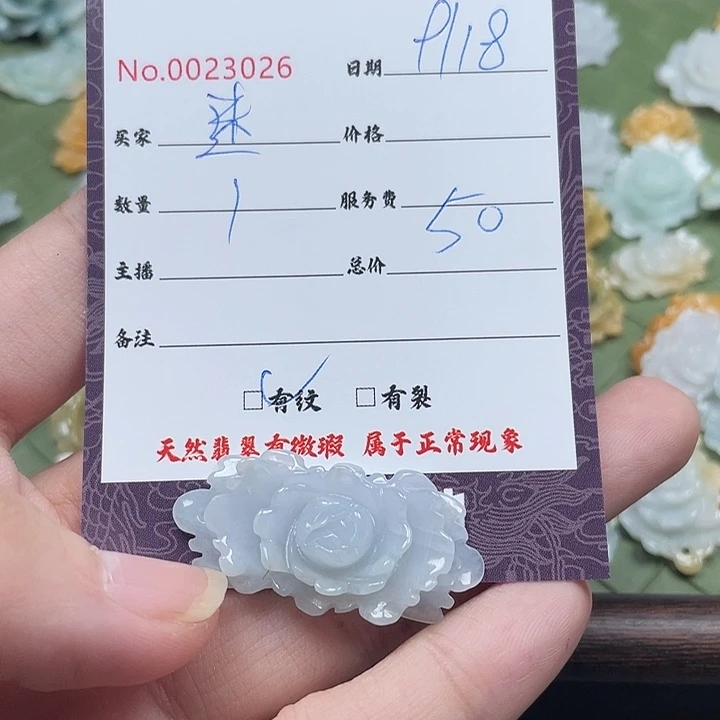 No.0023026 日期 9/18
买家 价格
数量 1 服务费 50
主播 总价
备注
□有纹 □有裂
天然翡翠有微瑕 属于正常现象